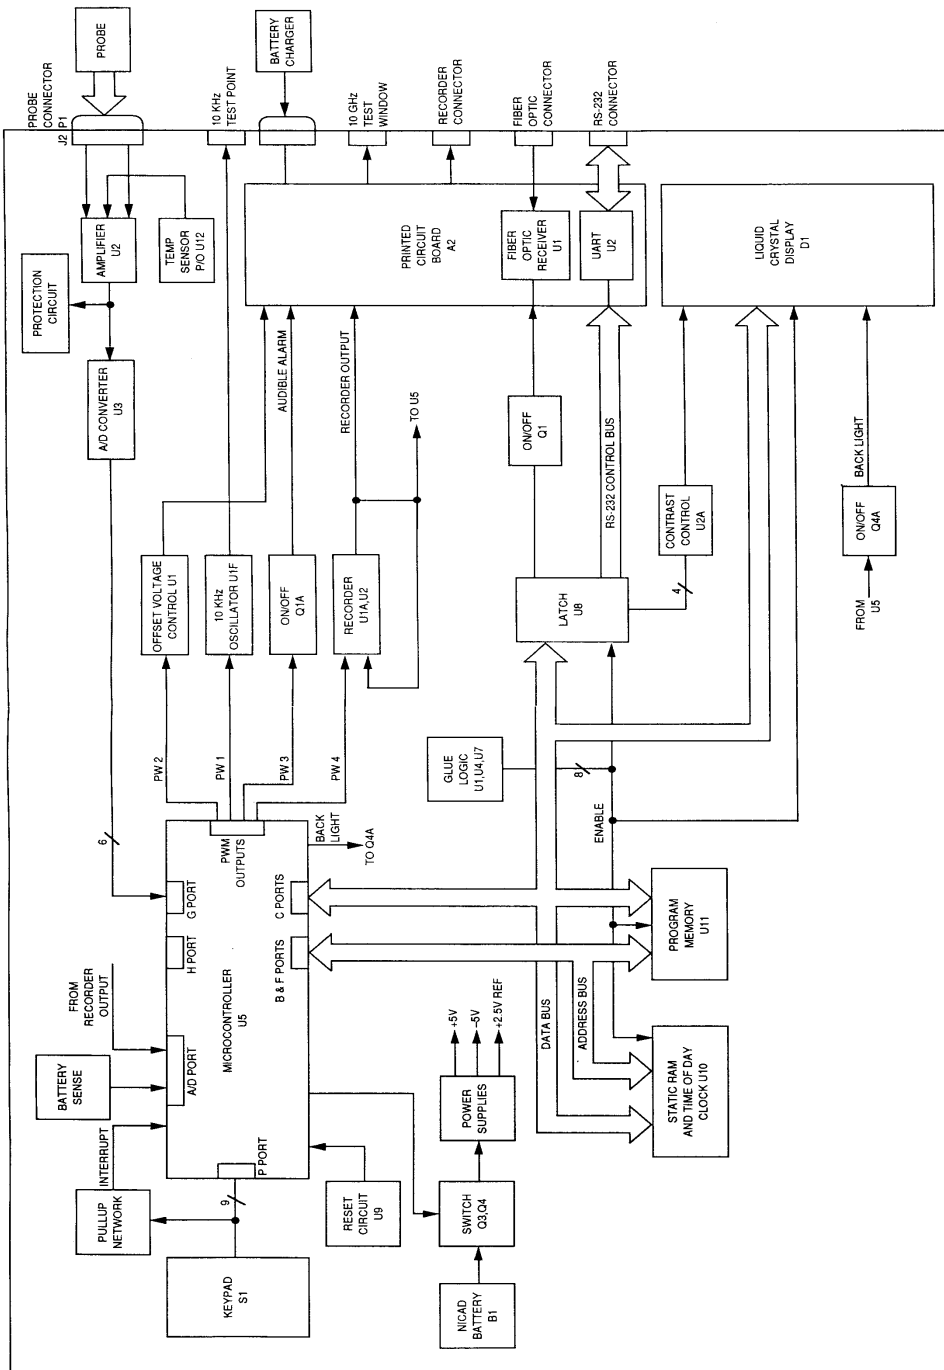 KEYPAD
S1
PULLUP
NETWORK
INTERRUPT
9
BATTERY
SENSE
FROM
RECORDER
OUTPUT
P PORT
A/D PORT
H PORT
G PORT
MICROCONTROLLER
U5
B & F PORTS
C PORTS
PWM
OUTPUTS
6
BACK
LIGHT
TO Q4A
RESET
CIRCUIT
U9
NICAD
BATTERY
B1
SWITCH
Q3,Q4
POWER
SUPPLIES
+5V
-5V
+2.5V REF
PW 2
PW 1
PW 3
PW 4
OFFSET VOLTAGE
CONTROL U1
10 KHz
OSCILLATOR U1F
ON/OFF
Q1A
RECORDER
U1A,U2
AUDIBLE ALARM
RECORDER OUTPUT
TO U5
A/D CONVERTER
U3
PROTECTION
CIRCUIT
AMPLIFIER
U2
TEMP
SENSOR
P/O U12
PROBE
CONNECTOR
J2
P1
PROBE
10 KHz
TEST POINT
BATTERY
CHARGER
10 GHz
TEST
WINDOW
RECORDER
CONNECTOR
FIBER
OPTIC
CONNECTOR
RS-232
CONNECTOR
PRINTED
CIRCUIT
BOARD
A2
FIBER
OPTIC
RECEIVER
U1
UART
U2
ON/OFF
Q1
RS-232 CONTROL BUS
LATCH
U8
GLUE
LOGIC
U1,U4,U7
8
ENABLE
DATA BUS
ADDRESS BUS
STATIC RAM
AND TIME OF DAY
CLOCK U10
PROGRAM
MEMORY
U11
4
CONTRAST
CONTROL
U2A
LIQUID
CRYSTAL
DISPLAY
D1
FROM
U5
ON/OFF
Q4A
BACK LIGHT